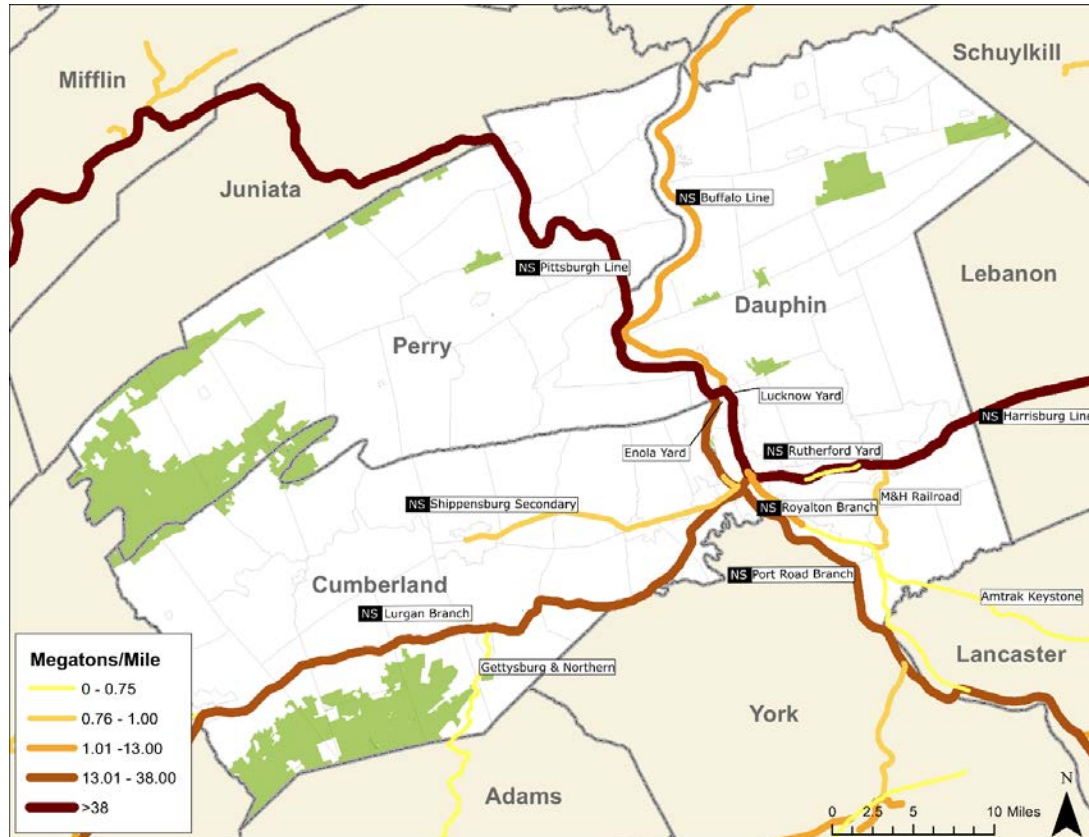 Schuylkill
Mifflin
Juniata
NS Buffalo Line
NS Pittsburgh Line
Lebanon
Dauphin
Perry
Lucknow Yard
NS Harrisburg Line
Enola Yard
NS Rutherford Yard
NS Shippensburg Secondary
M&H Railroad
NS Royalton Branch
NS Port Road Branch
Cumberland
Amtrak Keystone
NS Lurgan Branch
Lancaster
Gettysburg & Northern
York
Adams
Megatons/Mile
0 - 0.75
0.76 - 1.00
1.01 -13.00
13.01 - 38.00
>38
N
0 2.5 5 10 Miles